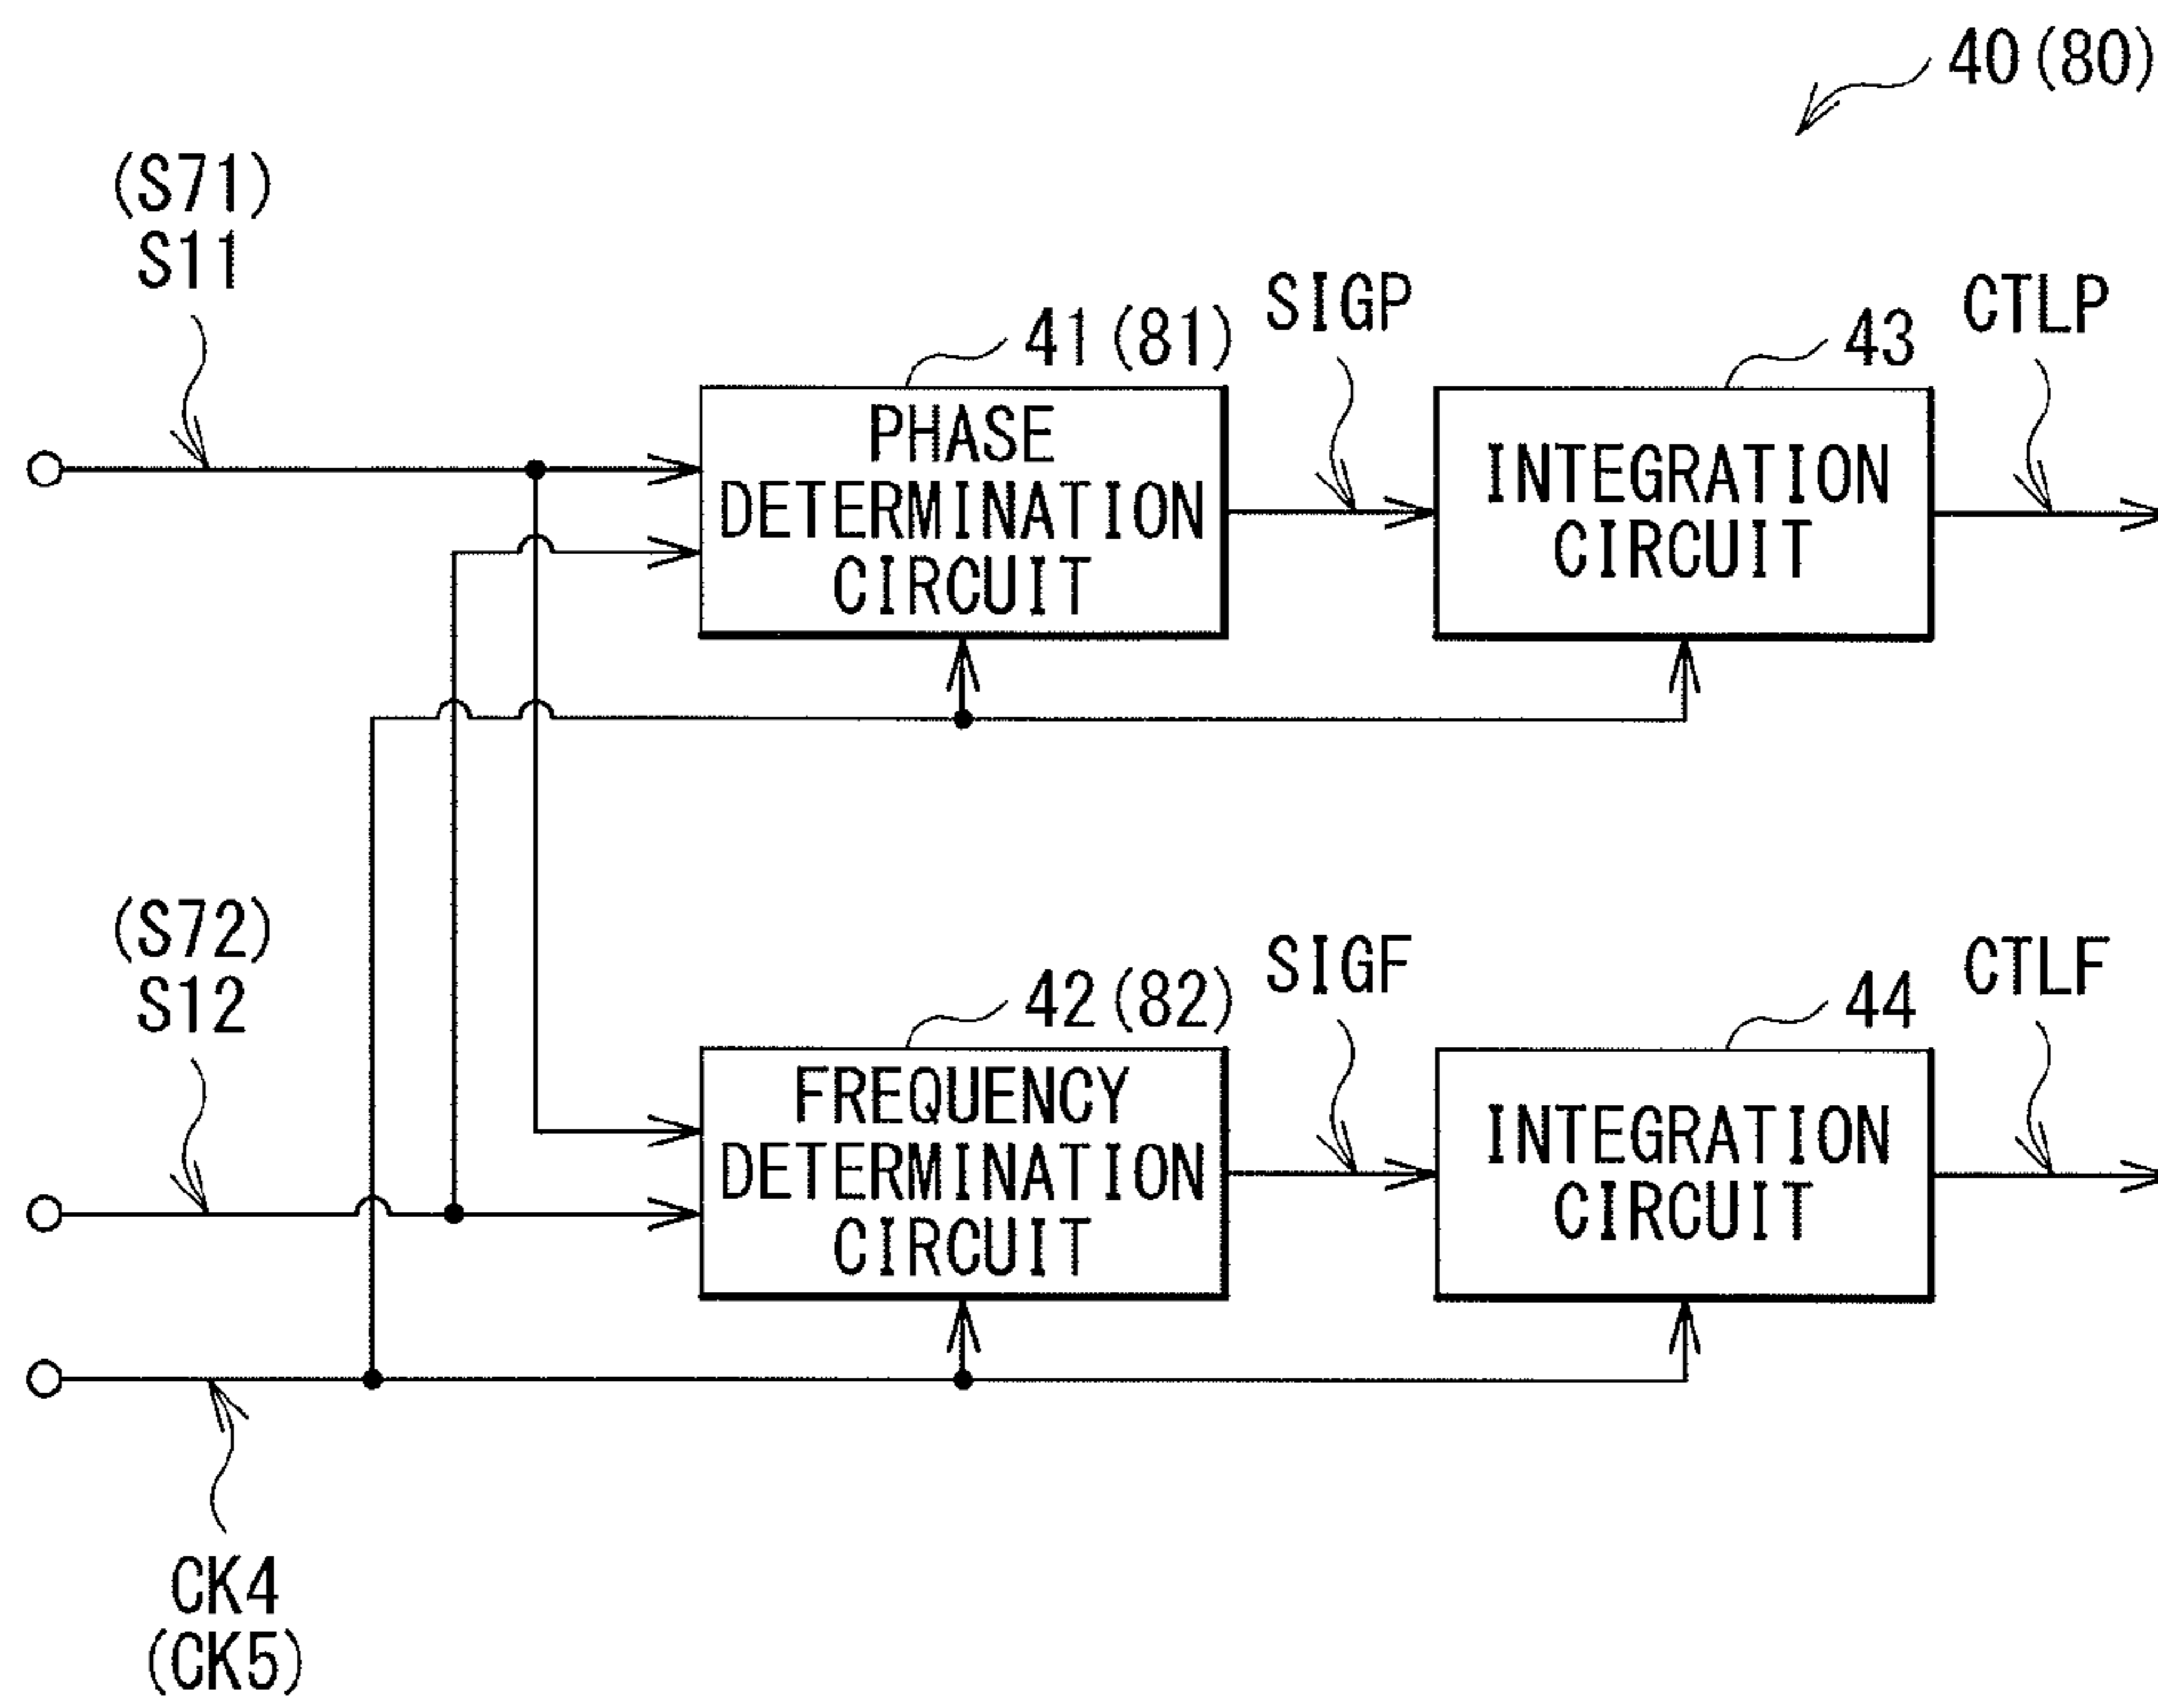 40(80)
(S71)
S11
41(81)
SIGP
43
CTLP
PHASE
DETERMINATION
CIRCUIT
INTEGRATION
CIRCUIT
(S72)
S12
42(82)
SIGF
44
CTLF
FREQUENCY
DETERMINATION
CIRCUIT
INTEGRATION
CIRCUIT
CK4
(CK5)